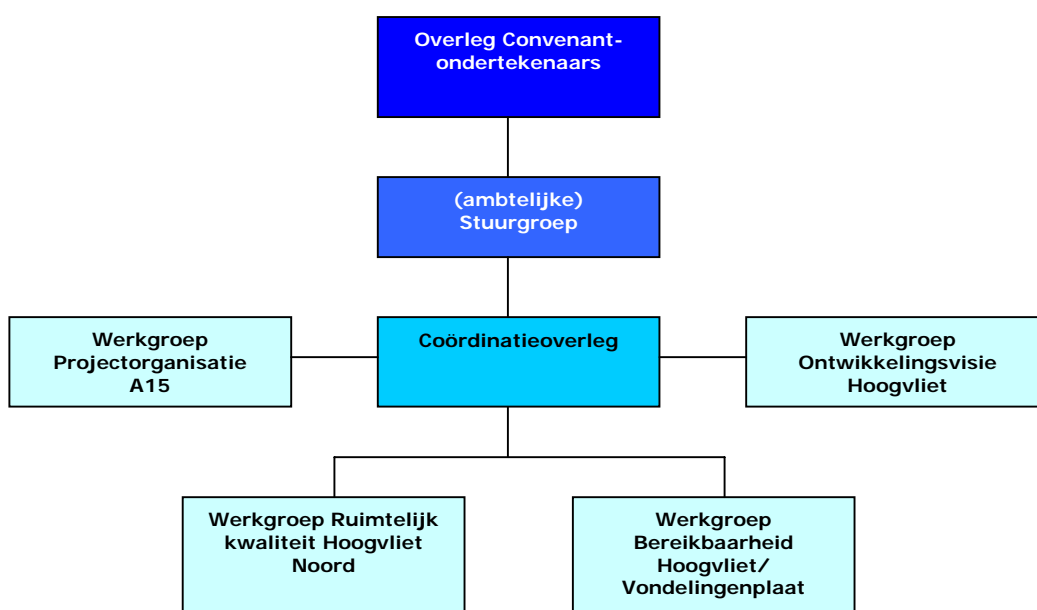 Overleg Convenant-
ondertekenaars
(ambtelijke)
Stuurgroep
Werkgroep
Projectorganisatie
A15
Coördinatieoverleg
Werkgroep
Ontwikkelingsvisie
Hoogvliet
Werkgroep Ruimtelijk
kwaliteit Hoogvliet
Noord
Werkgroep
Bereikbaarheid
Hoogvliet/
Vondelingenplaat